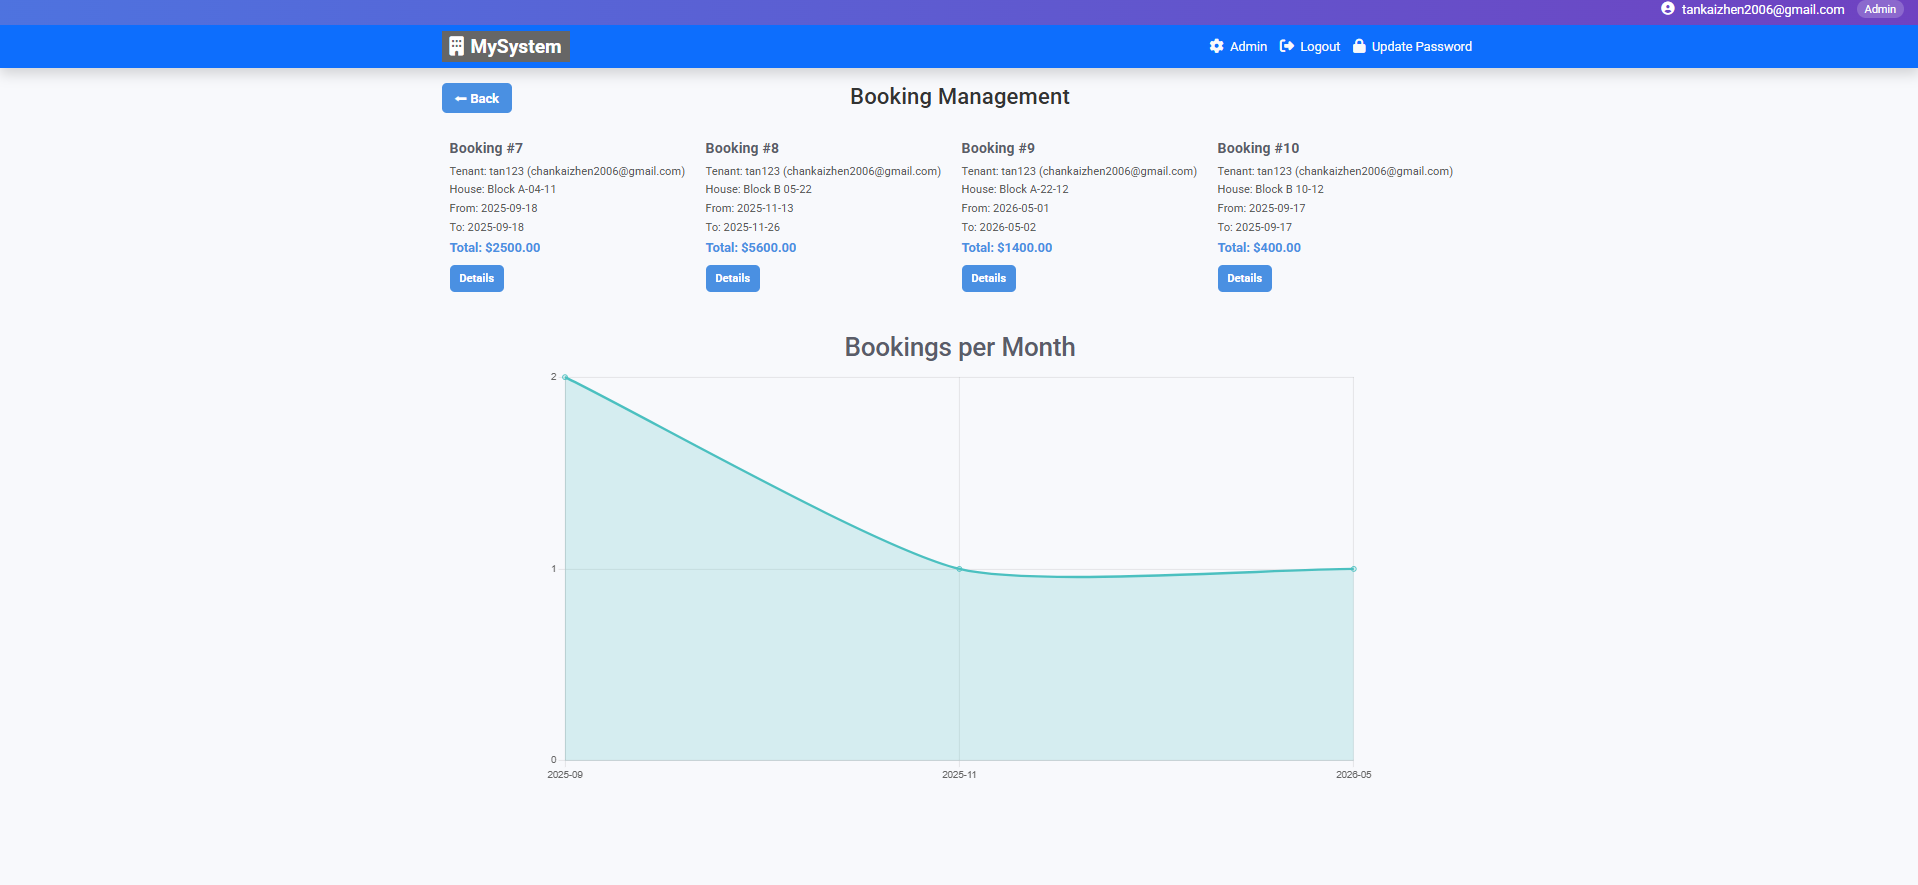 tankaizhen2006@gmail.com Admin
MySystem
Admin Logout Update Password
Back
Booking Management
Booking #7
Tenant: tan123 (chankaizhen2006@gmail.com)
House: Block A-04-11
From: 2025-09-18
To: 2025-09-18
Total: $2500.00
Details
Booking #8
Tenant: tan123 (chankaizhen2006@gmail.com)
House: Block B 05-22
From: 2025-11-13
To: 2025-11-26
Total: $5600.00
Details
Booking #9
Tenant: tan123 (chankaizhen2006@gmail.com)
House: Block A-22-12
From: 2026-05-01
To: 2026-05-02
Total: $1400.00
Details
Booking #10
Tenant: tan123 (chankaizhen2006@gmail.com)
House: Block B 10-12
From: 2025-09-17
To: 2025-09-17
Total: $400.00
Details
Bookings per Month
2
1
0
2025-09 2025-11 2026-05